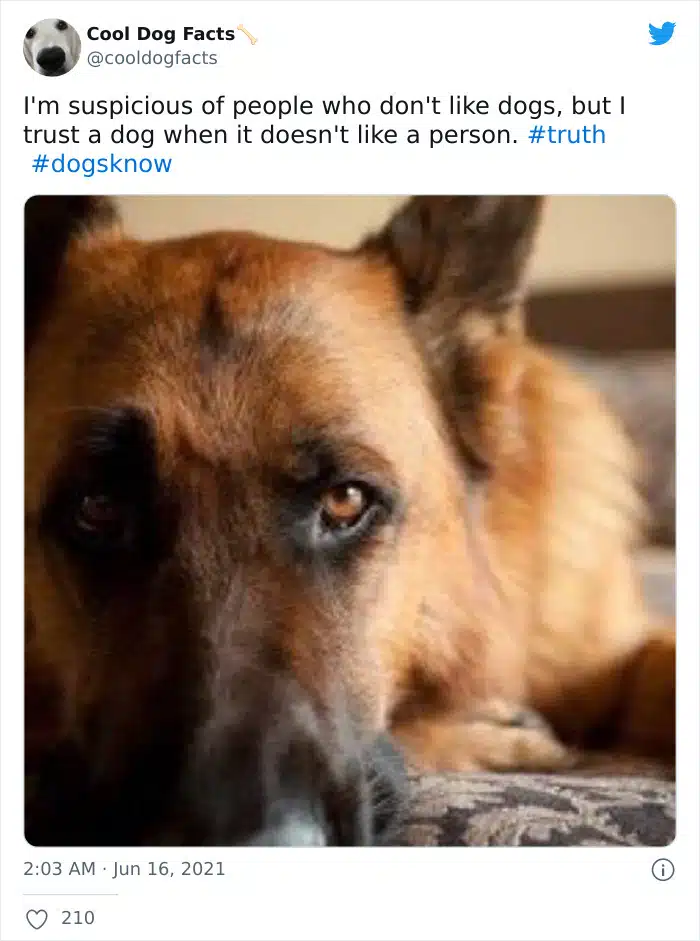 Cool Dog Facts🦴
@cooldogfacts
I'm suspicious of people who don't like dogs, but I
trust a dog when it doesn't like a person. #truth
#dogsknow
2:03 AM · Jun 16, 2021
210